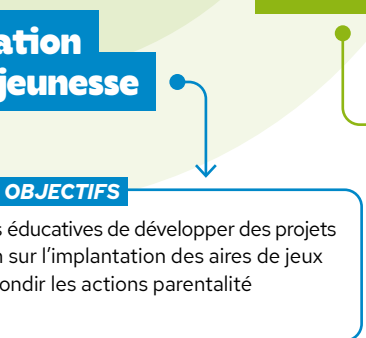 ation
jeunesse
OBJECTIFS
s éducatives de développer des projets
n sur l'implantation des aires de jeux
ondir les actions parentalité